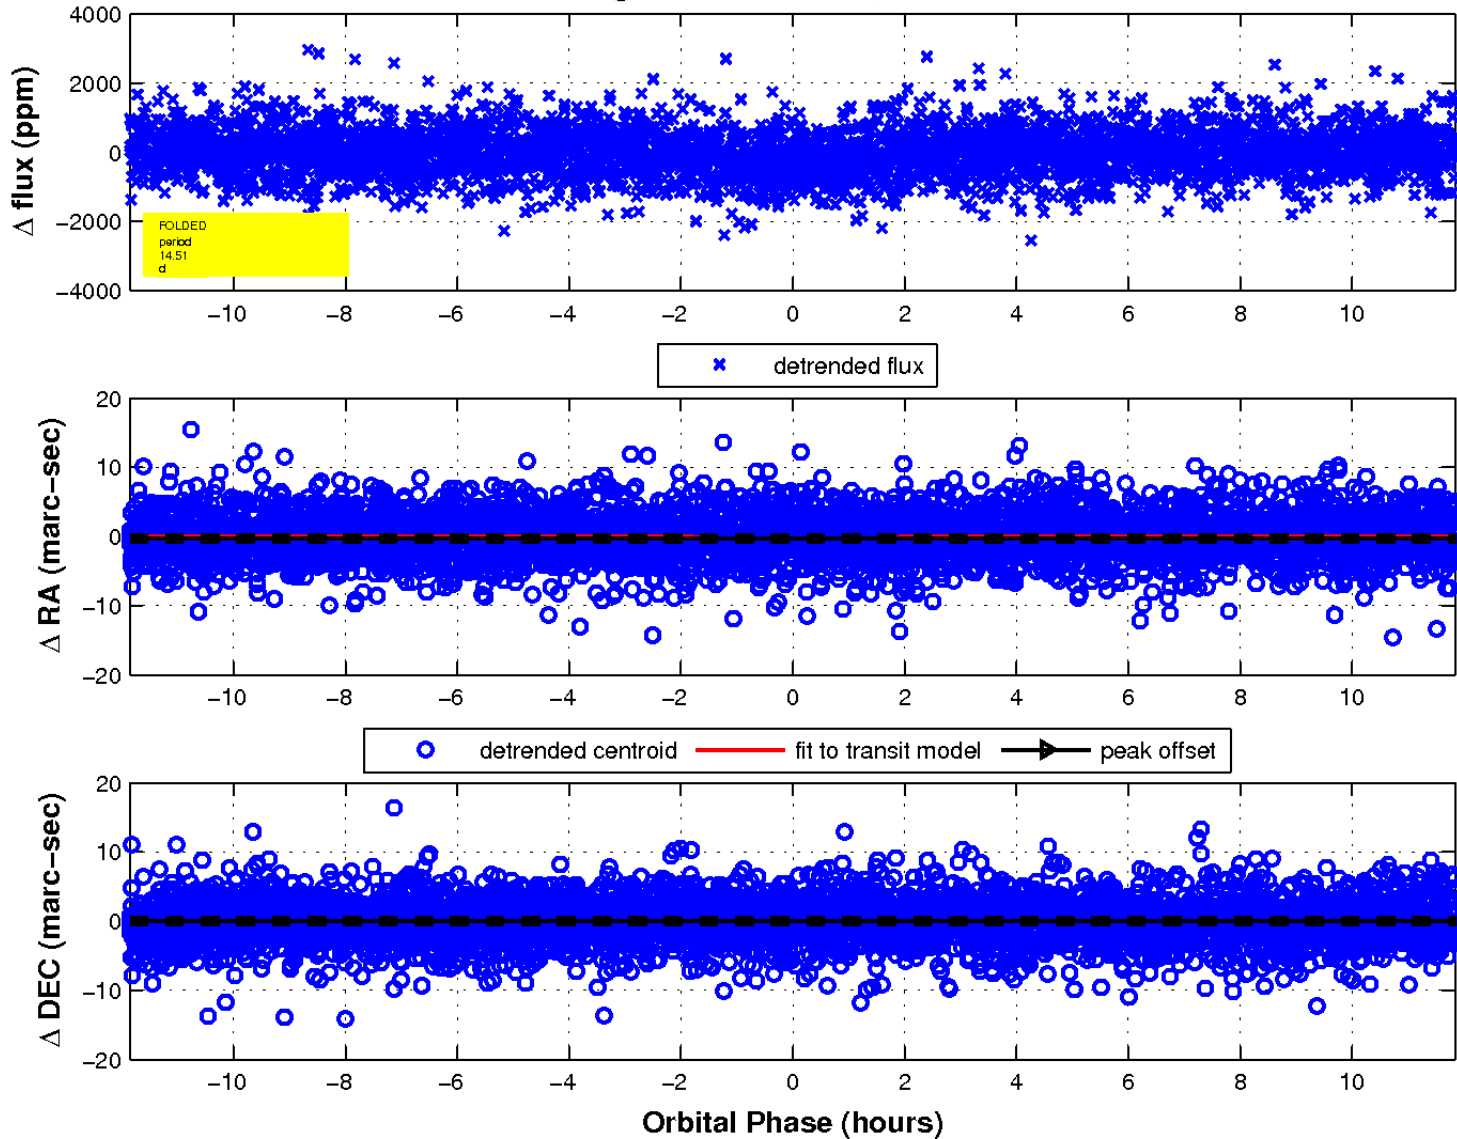 4000
2000
0
−2000
−4000
Δ flux (ppm)
FOLDED
period
14.51
d
−10 −8 −6 −4 −2 0 2 4 6 8 10
detrended flux
20
10
0
−10
−20
Δ RA (marc−sec)
−10 −8 −6 −4 −2 0 2 4 6 8 10
detrended centroid fit to transit model peak offset
20
10
0
−10
−20
Δ DEC (marc−sec)
−10 −8 −6 −4 −2 0 2 4 6 8 10
Orbital Phase (hours)